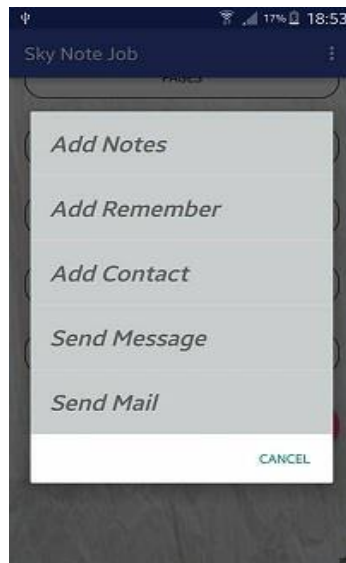 17% 18:53
Sky Note Job
PAGES
Add Notes
Add Remember
Add Contact
Send Message
Send Mail
CANCEL